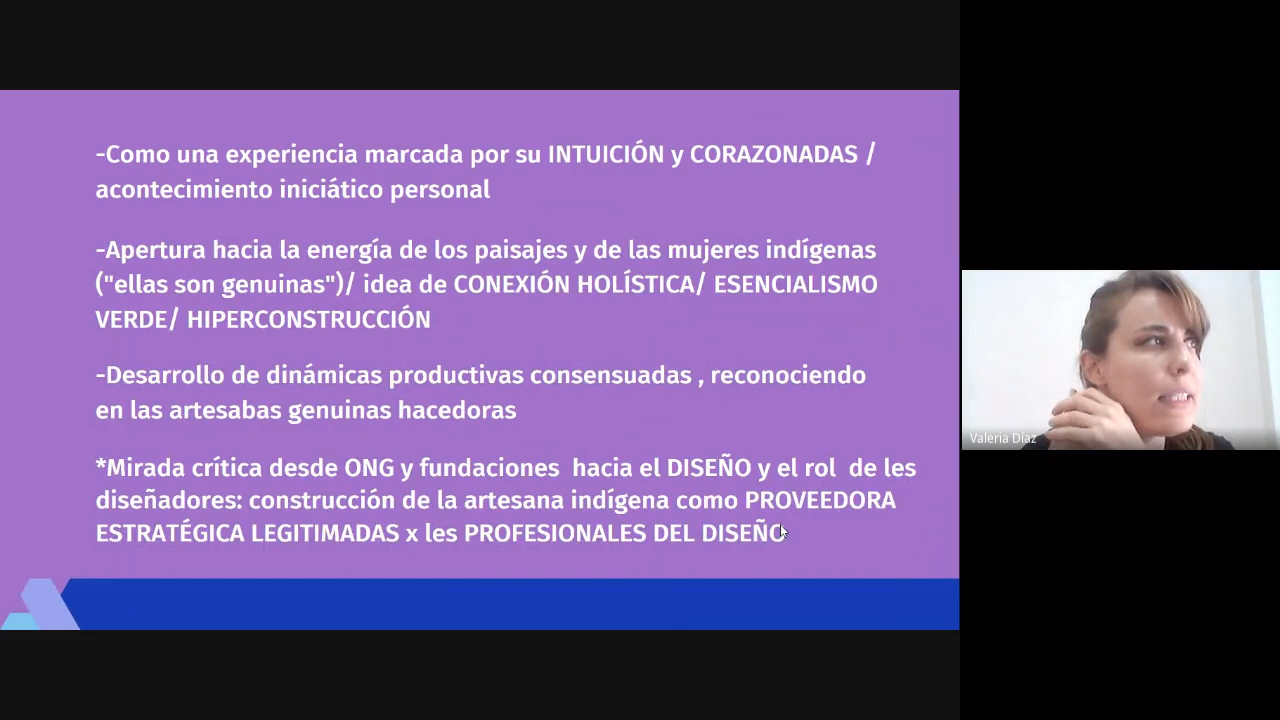 -Como una experiencia marcada por su INTUICIÓN y CORAZONADAS /
acontecimiento iniciático personal
-Apertura hacia la energía de los paisajes y de las mujeres indígenas
("ellas son genuinas")/ idea de CONEXIÓN HOLÍSTICA/ ESENCIALISMO
VERDE/ HIPERCONSTRUCCIÓN
-Desarrollo de dinámicas productivas consensuadas , reconociendo
en las artesabas genuinas hacedoras
*Mirada crítica desde ONG y fundaciones  hacia el DISEÑO y el rol  de les
diseñadores: construcción de la artesana indígena como PROVEEDORA
ESTRATÉGICA LEGITIMADAS x les PROFESIONALES DEL DISEÑO
Valeria Díaz